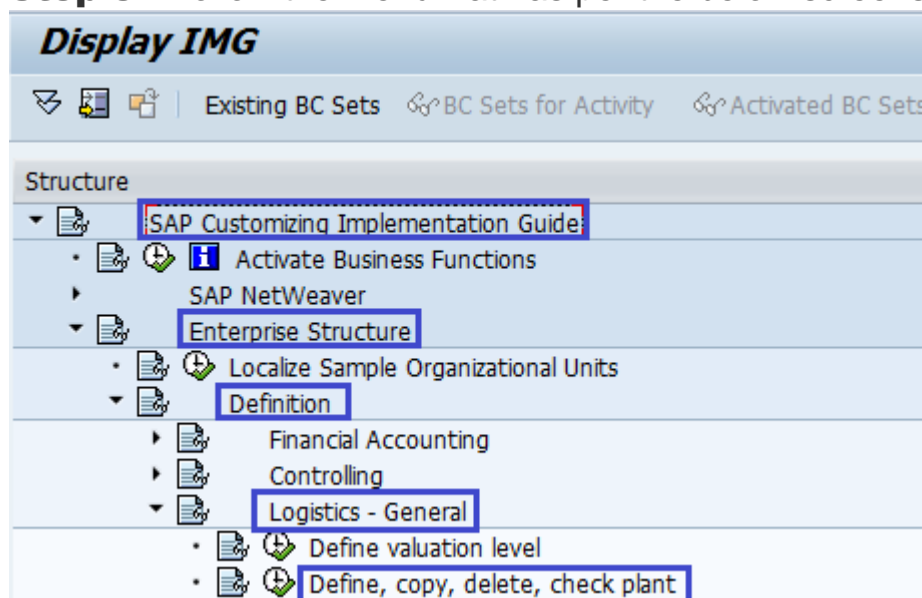 Display IMG
Existing BC Sets BC Sets for Activity Activated BC Sets
Structure
SAP Customizing Implementation Guide
Activate Business Functions
SAP NetWeaver
Enterprise Structure
Localize Sample Organizational Units
Definition
Financial Accounting
Controlling
Logistics - General
Define valuation level
Define, copy, delete, check plant